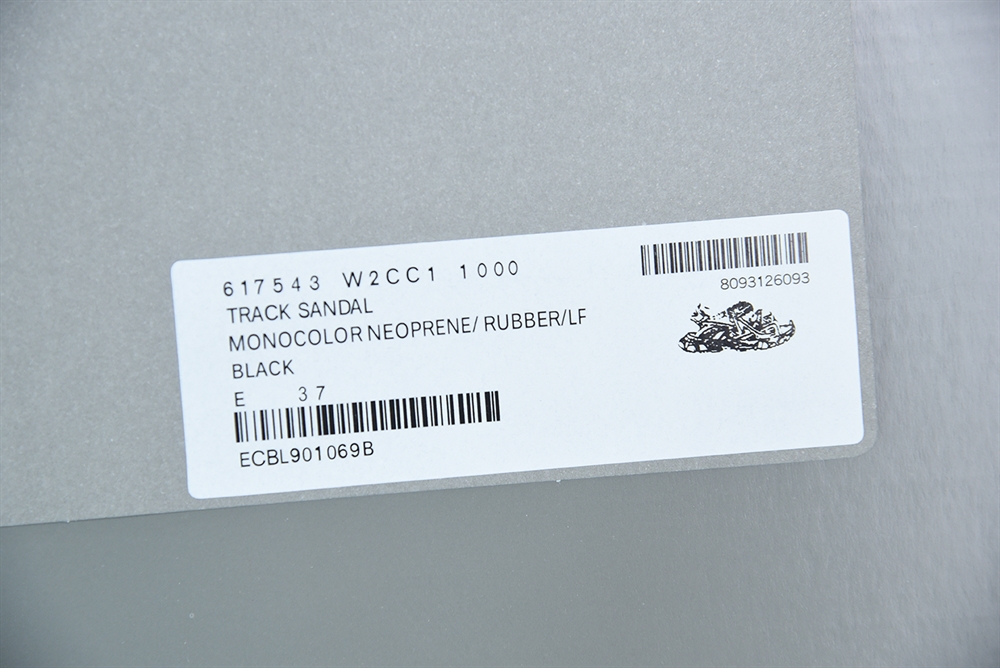 617543 W2CC1 1000
TRACK SANDAL
MONOCOLOR NEOPRENE/ RUBBER/LF
BLACK
E 37
ECBL901069B
8093126093